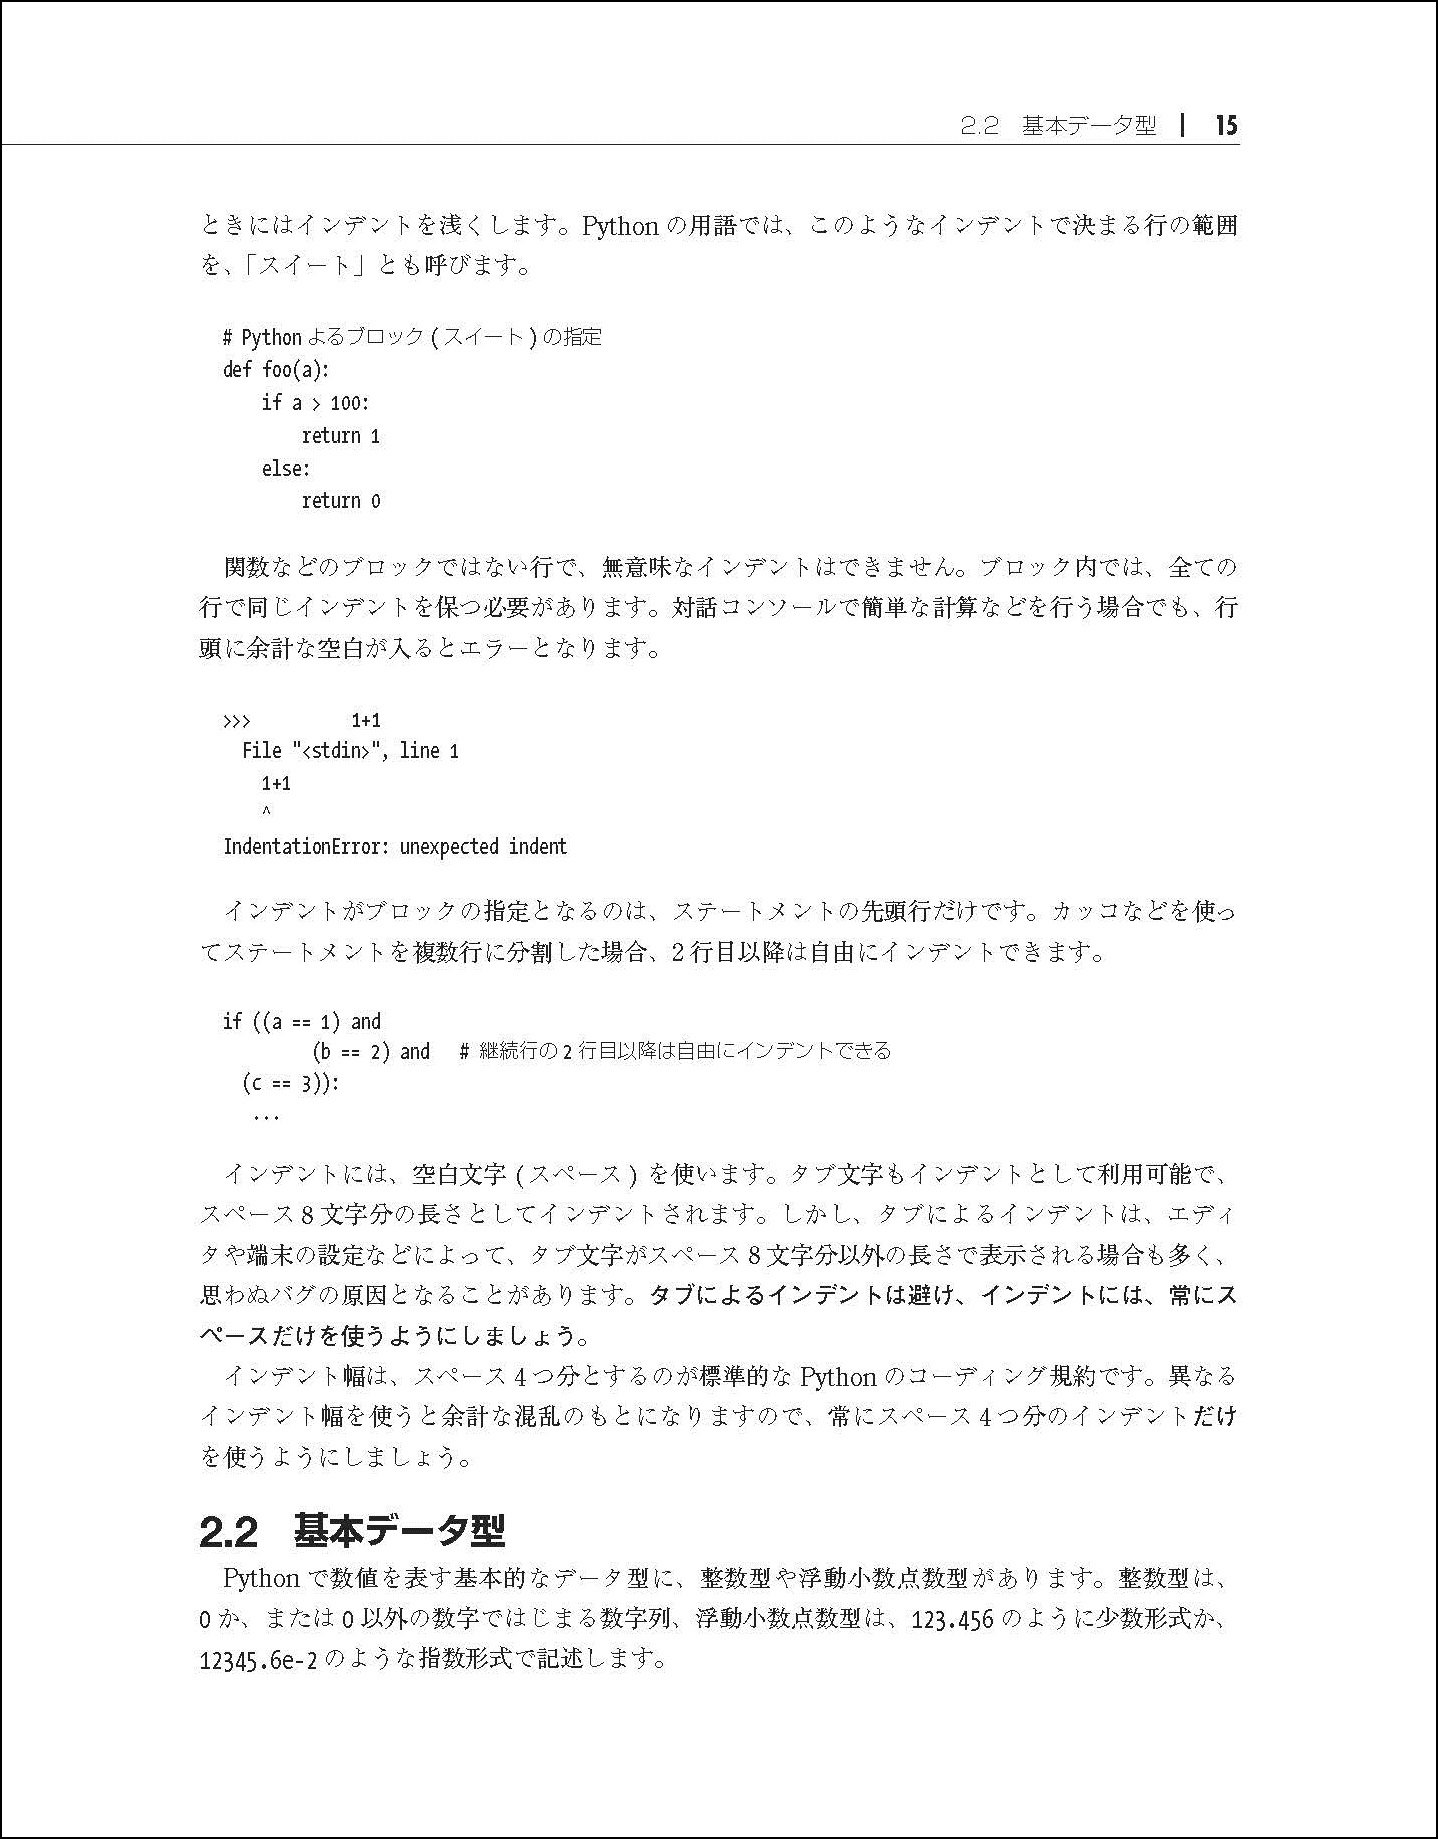 2.2　基本データ型 | 15
ときにはインデントを浅くします。Python の用語では、このようなインデントで決まる行の範囲
を、「スイート」とも呼びます。
# Python よるブロック ( スイート ) の指定
def foo(a):
    if a > 100:
        return 1
    else:
        return 0
関数などのブロックではない行で、無意味なインデントはできません。ブロック内では、全ての
行で同じインデントを保つ必要があります。対話コンソールで簡単な計算などを行う場合でも、行
頭に余計な空白が入るとエラーとなります。
>>>          1+1
  File "<stdin>", line 1
    1+1
    ^
IndentationError: unexpected indent
インデントがブロックの指定となるのは、ステートメントの先頭行だけです。カッコなどを使っ
てステートメントを複数行に分割した場合、2 行目以降は自由にインデントできます。
if ((a == 1) and
         (b == 2) and   # 継続行の 2 行目以降は自由にインデントできる
  (c == 3)):
   ...
インデントには、空白文字 ( スペース ) を使います。タブ文字もインデントとして利用可能で、
スペース 8 文字分の長さとしてインデントされます。しかし、タブによるインデントは、エディ
タや端末の設定などによって、タブ文字がスペース 8 文字分以外の長さで表示される場合も多く、
思わぬバグの原因となることがあります。タブによるインデントは避け、インデントには、常にス
ペースだけを使うようにしましょう。
インデント幅は、スペース 4 つ分とするのが標準的な Python のコーディング規約です。異なる
インデント幅を使うと余計な混乱のもとになりますので、常にスペース 4 つ分のインデントだけ
を使うようにしましょう。
2.2　基本データ型
Python で数値を表す基本的なデータ型に、整数型や浮動小数点数型があります。整数型は、
0 か、または 0 以外の数字ではじまる数字列、浮動小数点数型は、123.456 のように少数形式か、
12345.6e-2 のような指数形式で記述します。